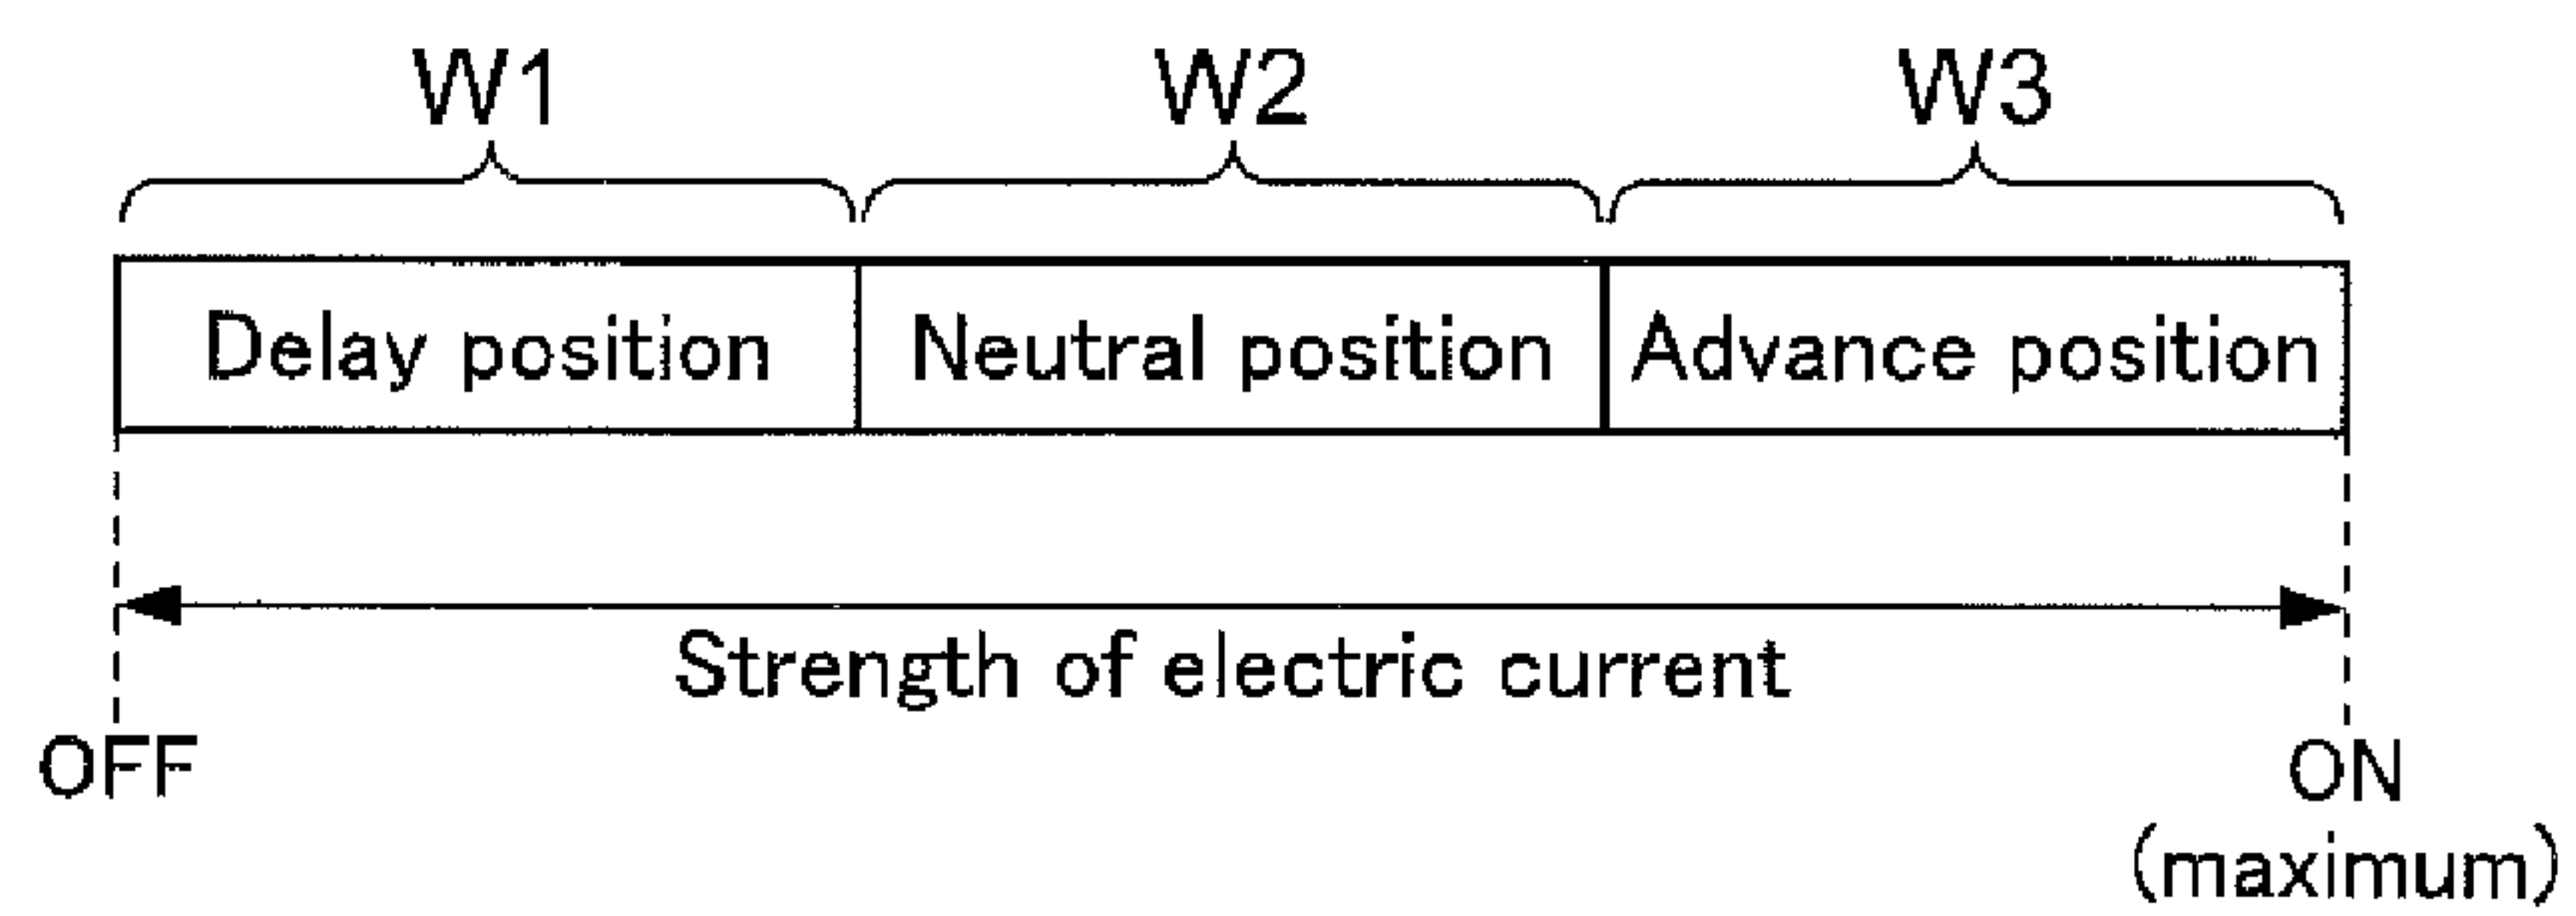 W1 W2 W3
Delay position Neutral position Advance position
Strength of electric current
OFF ON
(maximum)